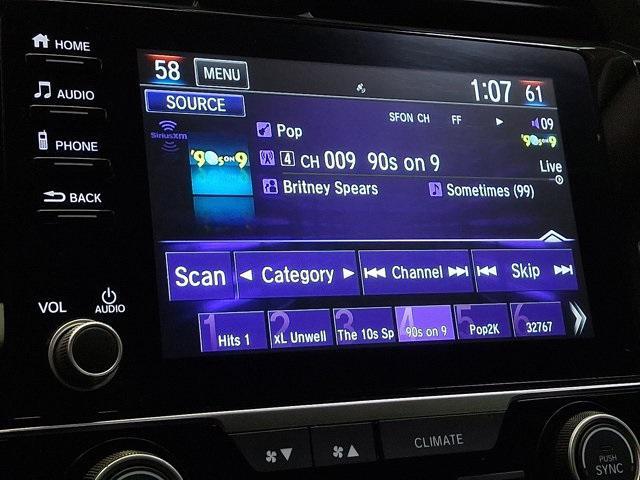 HOME
58 MENU 1:07 61
AUDIO
SOURCE
SFON CH FF 09
SiriusXM
Pop
'90s on 9
'90s on 9
PHONE
4 CH 009 90s on 9
Live
Britney Spears Sometimes (99)
BACK
Scan Category Channel Skip
VOL AUDIO
1 Hits 1
2 xL Unwell
3 The 10s Sp
4 90s on 9
5 Pop2K
6 32767
CLIMATE
PUSH
SYNC